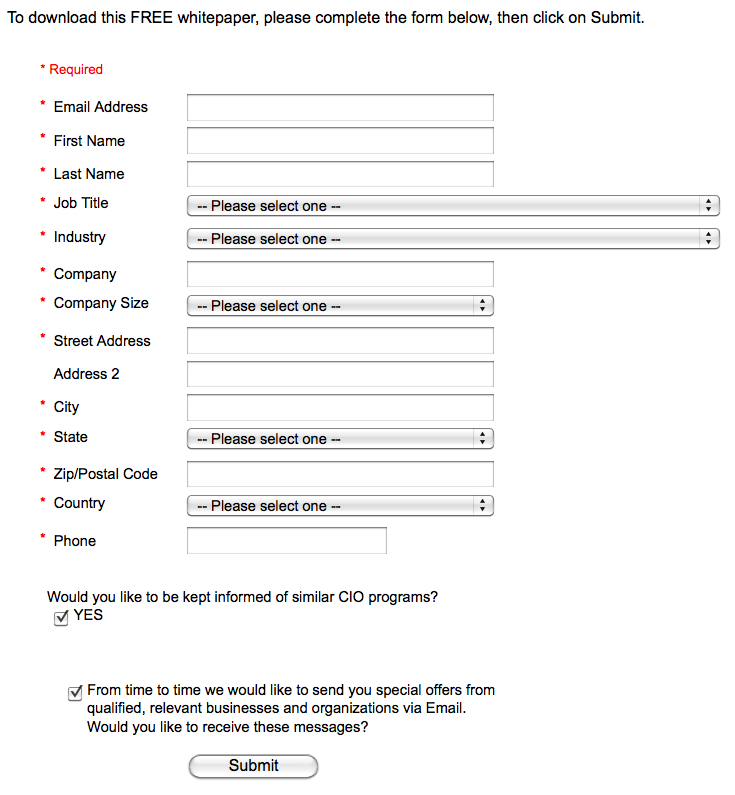 To download this FREE whitepaper, please complete the form below, then click on Submit.
* Required
* Email Address
* First Name
* Last Name
* Job Title -- Please select one --
* Industry -- Please select one --
* Company
* Company Size -- Please select one --
* Street Address
Address 2
* City
* State -- Please select one --
* Zip/Postal Code
* Country -- Please select one --
* Phone
Would you like to be kept informed of similar CIO programs?
YES
From time to time we would like to send you special offers from
qualified, relevant businesses and organizations via Email.
Would you like to receive these messages?
Submit